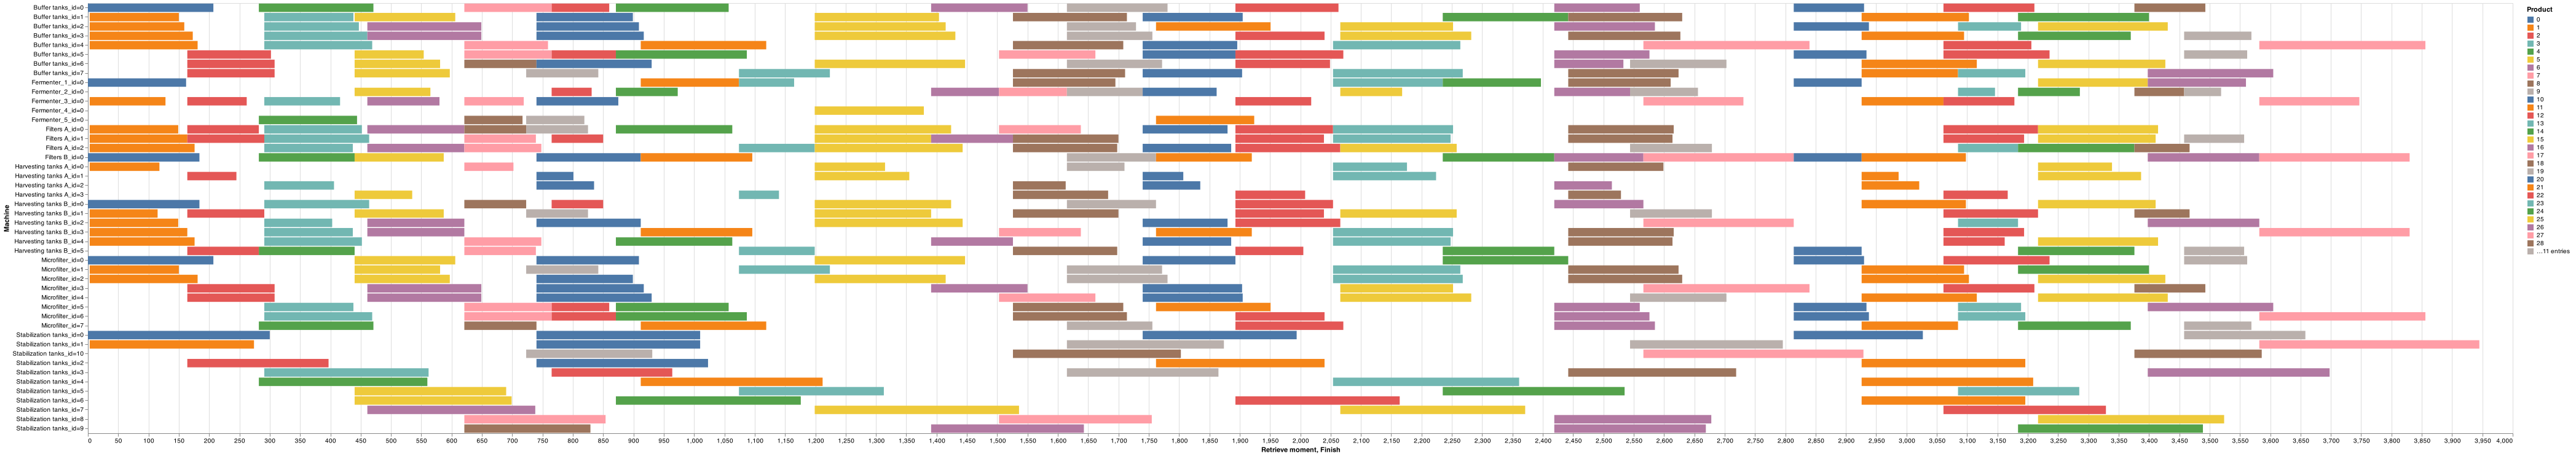 Buffer tanks_id=0
Buffer tanks_id=1
Buffer tanks_id=2
Buffer tanks_id=3
Buffer tanks_id=4
Buffer tanks_id=5
Buffer tanks_id=6
Buffer tanks_id=7
Fermenter_1_id=0
Fermenter_2_id=0
Fermenter_3_id=0
Fermenter_4_id=0
Fermenter_5_id=0
Filters A_id=0
Filters A_id=1
Filters A_id=2
Filters B_id=0
Harvesting tanks A_id=0
Harvesting tanks A_id=1
Harvesting tanks A_id=2
Harvesting tanks A_id=3
Harvesting tanks B_id=0
Harvesting tanks B_id=1
Harvesting tanks B_id=2
Harvesting tanks B_id=3
Harvesting tanks B_id=4
Harvesting tanks B_id=5
Microfilter_id=0
Microfilter_id=1
Microfilter_id=2
Microfilter_id=3
Microfilter_id=4
Microfilter_id=5
Microfilter_id=6
Microfilter_id=7
Stabilization tanks_id=0
Stabilization tanks_id=1
Stabilization tanks_id=10
Stabilization tanks_id=2
Stabilization tanks_id=3
Stabilization tanks_id=4
Stabilization tanks_id=5
Stabilization tanks_id=6
Stabilization tanks_id=7
Stabilization tanks_id=8
Stabilization tanks_id=9
Machine
0 50 100 150 200 250 300 350 400 450 500 550 600 650 700 750 800 850 900 950 1,000 1,050 1,100 1,150 1,200 1,250 1,300 1,350 1,400 1,450 1,500 1,550 1,600 1,650 1,700 1,750 1,800 1,850 1,900 1,950 2,000 2,050 2,100 2,150 2,200 2,250 2,300 2,350 2,400 2,450 2,500 2,550 2,600 2,650 2,700 2,750 2,800 2,850 2,900 2,950 3,000 3,050 3,100 3,150 3,200 3,250 3,300 3,350 3,400 3,450 3,500 3,550 3,600 3,650 3,700 3,750 3,800 3,850 3,900 3,950 4,000
Retrieve moment, Finish
Product
0
1
2
3
4
5
6
7
8
9
10
11
12
13
14
15
16
17
18
19
20
21
22
23
24
25
26
27
28
...11 entries